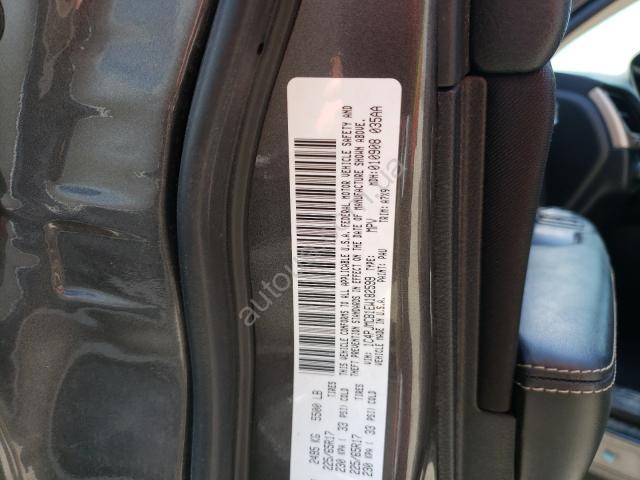 2495 KG 5500 LB
225/65R17
230 KPA ( 33 PSI) COLD
225/65R17
230 KPA ( 33 PSI) COLD
THIS VEHICLE CONFORMS TO ALL APPLICABLE U.S.A. FEDERAL MOTOR VEHICLE SAFETY AND
THEFT PREVENTION STANDARDS IN EFFECT ON THE DATE OF MANUFACTURE SHOWN ABOVE.
VIN: 1C4PJMCB1EW182599 TYPE: MPV MDH: 010908 035AA
MADE IN U.S.A. PAINT: PAU TRIM: A7X9